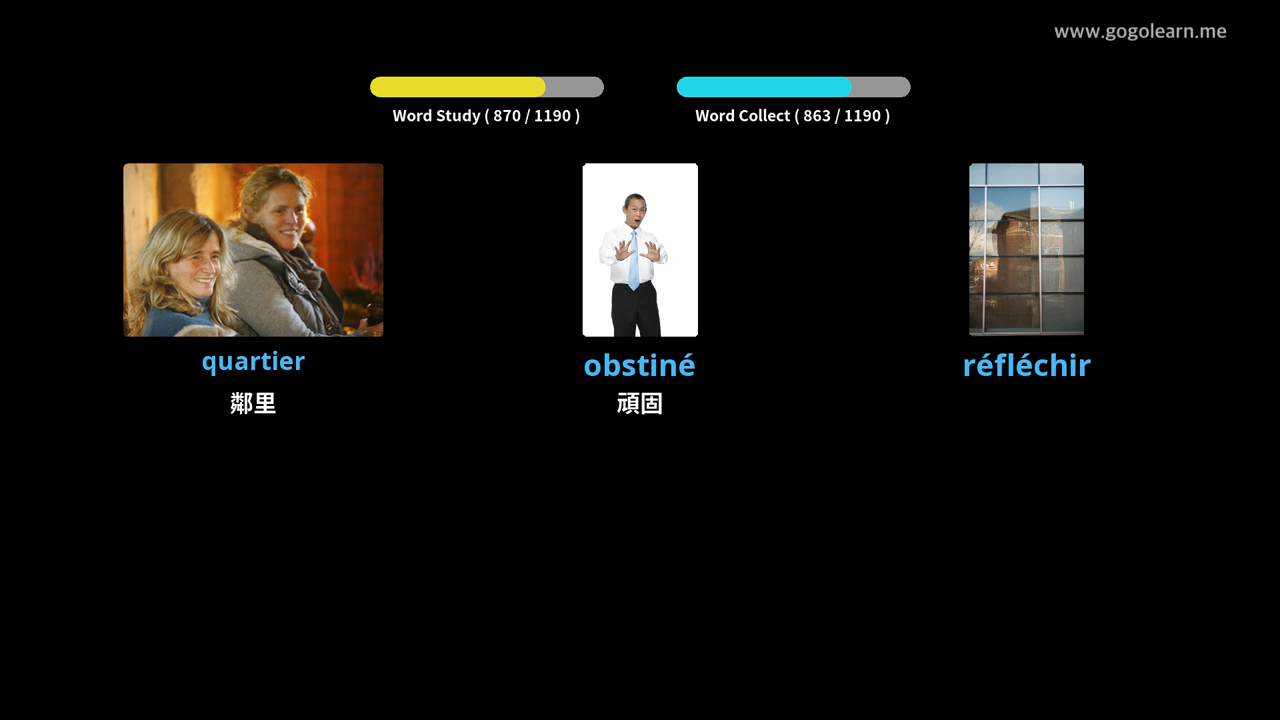 www.gogolearn.me
Word Study ( 870 / 1190 )
Word Collect ( 863 / 1190 )
quartier
obstiné
réfléchir
鄰里
頑固